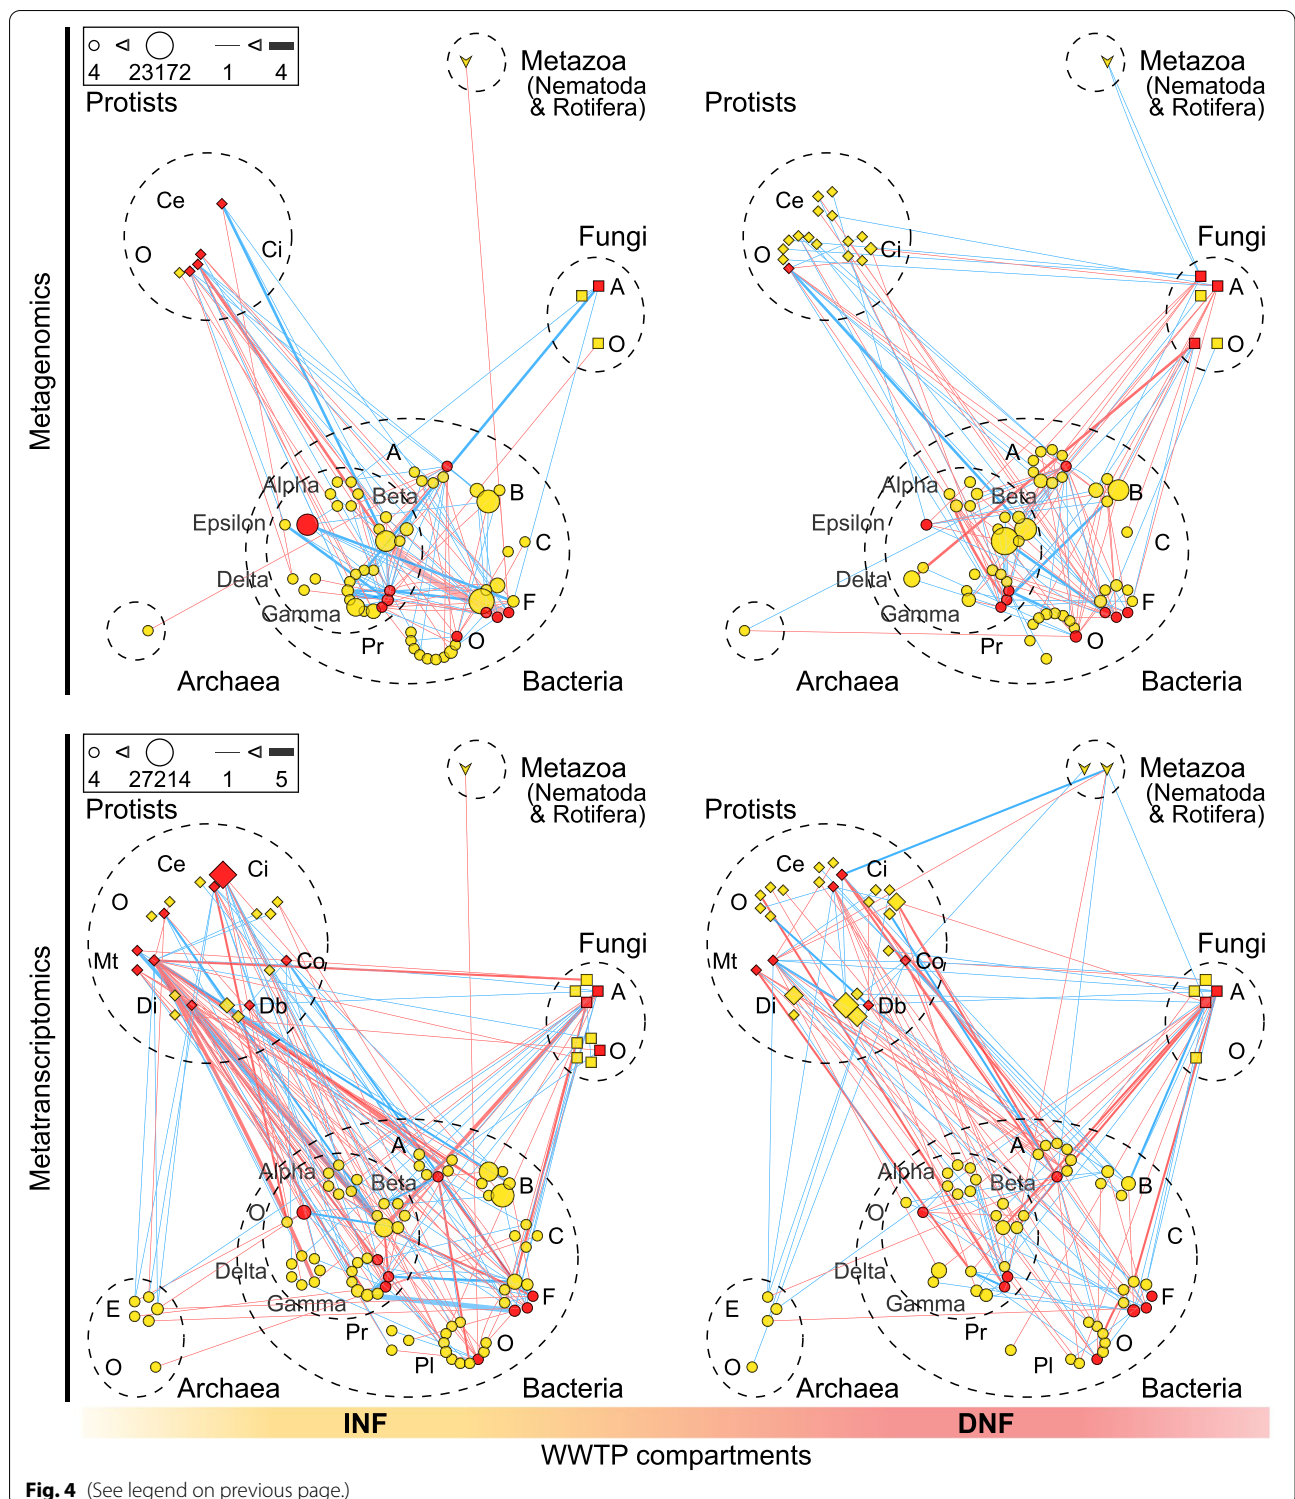 4 23172 1 4
Metazoa
(Nematoda
& Rotifera)
Protists
Ce
O
Ci
Fungi
A
O
Metagenomics
A
Alpha
Beta
B
Epsilon
C
Delta
Gamma
F
Pr
O
Archaea
Bacteria
Metazoa
(Nematoda
& Rotifera)
Protists
Ce
O
Ci
Fungi
A
O
A
Alpha
Beta
B
Epsilon
C
Delta
Gamma
F
Pr
O
Archaea
Bacteria
4 27214 1 5
Metazoa
(Nematoda
& Rotifera)
Protists
Ce
Ci
O
Mt
Co
Di
Db
Fungi
A
O
Metatranscriptomics
A
Alpha
Beta
B
O
C
Delta
Gamma
F
Pr
O
Pl
E
O
Archaea
Bacteria
Metazoa
(Nematoda
& Rotifera)
Protists
Ce
Ci
O
Mt
Co
Di
Db
Fungi
A
O
A
Alpha
Beta
B
O
C
Delta
Gamma
F
Pr
O
Pl
E
O
Archaea
Bacteria
INF
DNF
WWTP compartments
Fig. 4 (See legend on previous page.)